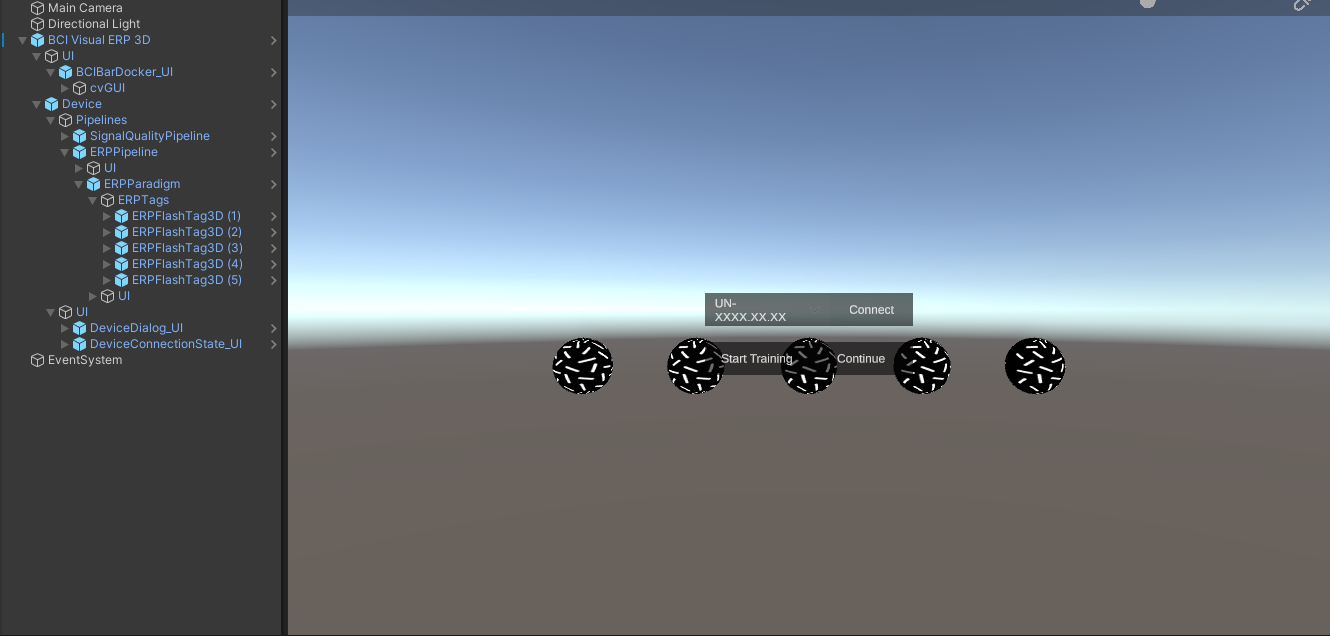 Main Camera
Directional Light
BCI Visual ERP 3D
UI
BCIBarDocker_UI
cvGUI
Device
Pipelines
SignalQualityPipeline
ERPPipeline
UI
ERPParadigm
ERPTags
ERPFlashTag3D (1)
ERPFlashTag3D (2)
ERPFlashTag3D (3)
ERPFlashTag3D (4)
ERPFlashTag3D (5)
UI
UI
DeviceDialog_UI
DeviceConnectionState_UI
EventSystem
UN-
XXXX.XX.XX
Connect
Start Training
Continue